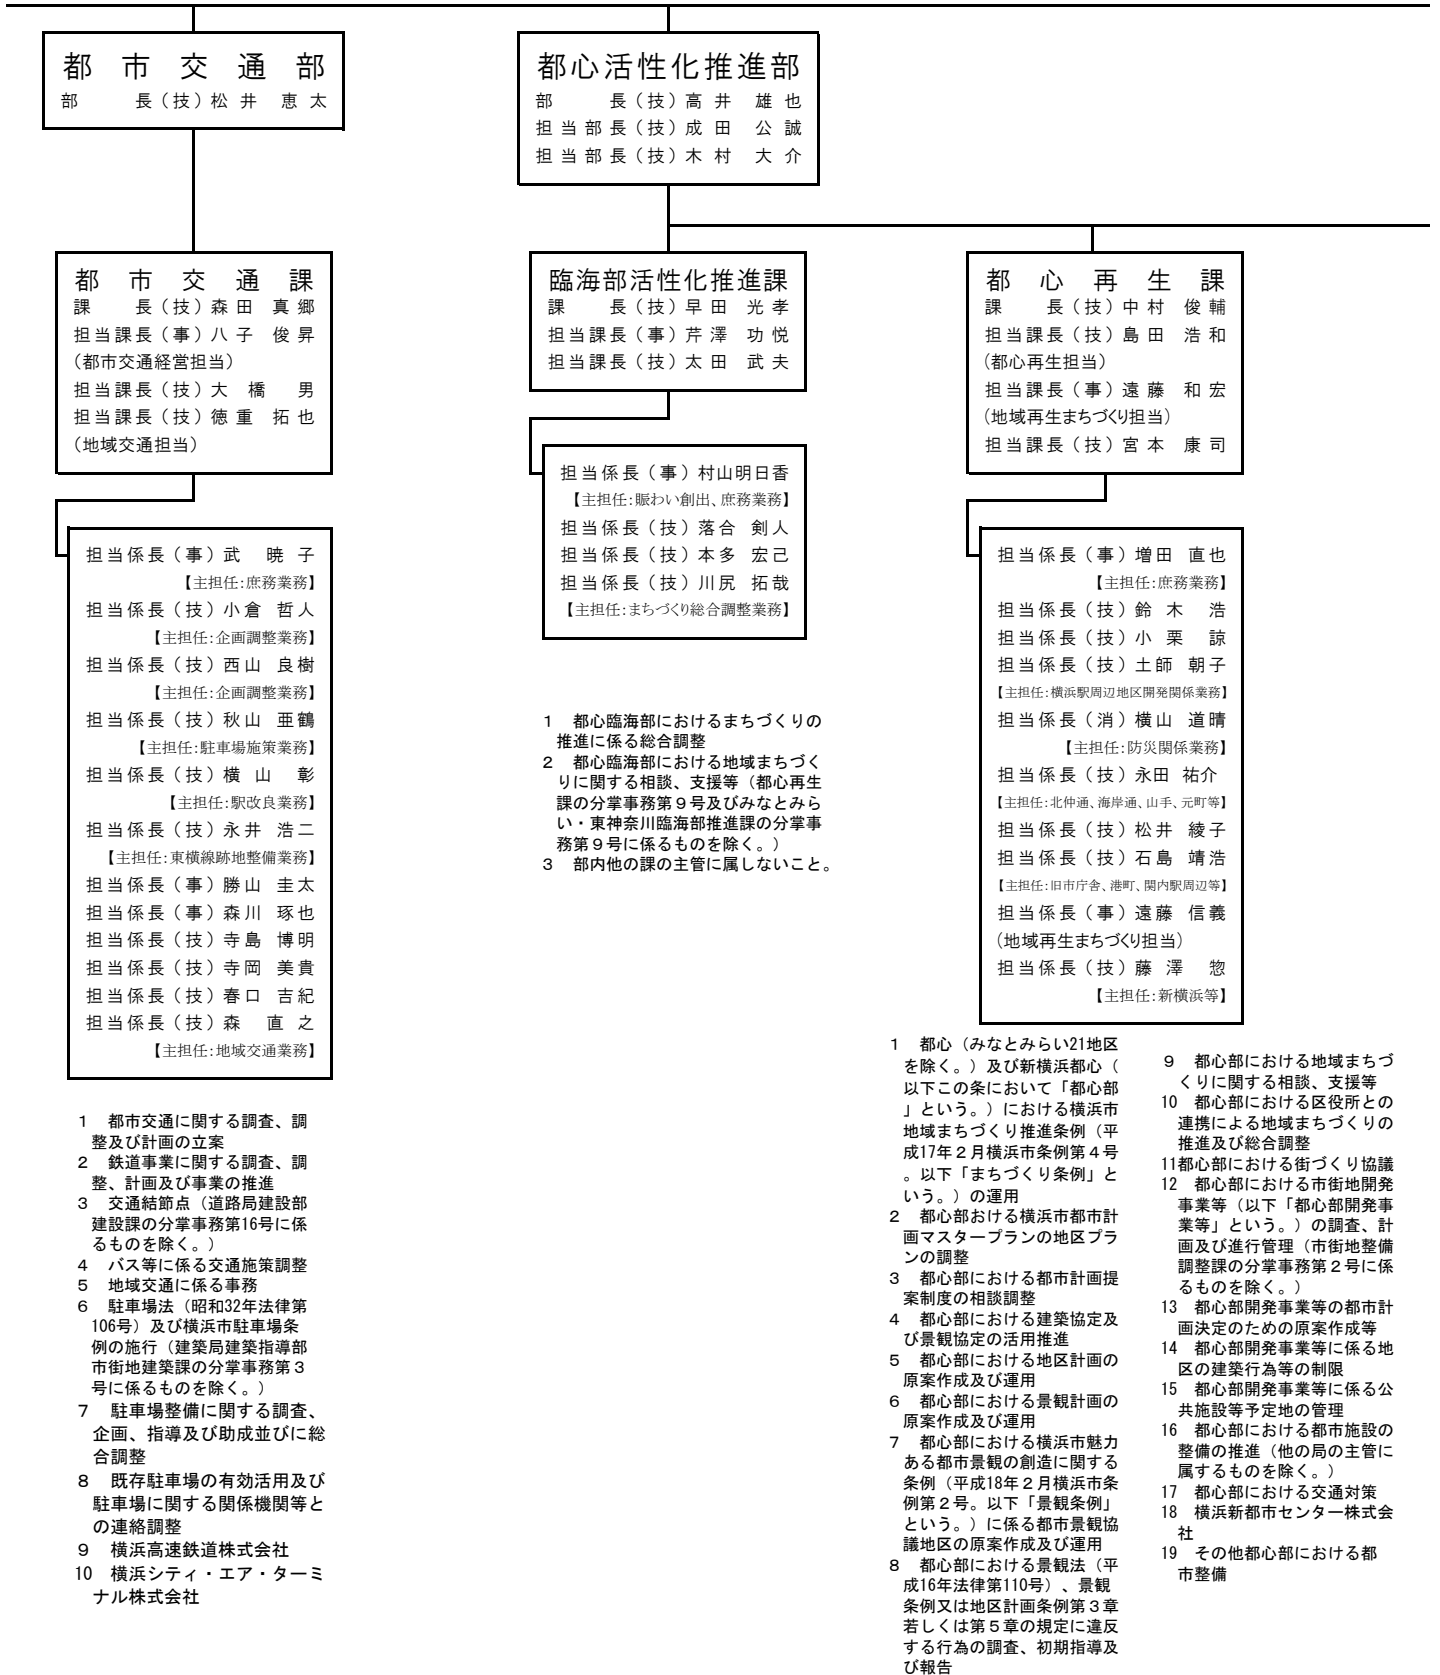 都市交通部
部長（技）松井 恵太
都市交通課
課長（技）森田 真郷
担当課長（事）八子 俊昇
（都市交通経営担当）
担当課長（技）大橋 男
担当課長（技）徳重 拓也
（地域交通担当）
担当係長（事）武 暁子
【主担任：庶務業務】
担当係長（技）小倉 哲人
【主担任：企画調整業務】
担当係長（技）西山 良樹
【主担任：企画調整業務】
担当係長（技）秋山 亜鶴
【主担任：駐車場施策業務】
担当係長（技）横山 彰
【主担任：駅改良業務】
担当係長（技）永井 浩二
【主担任：東横線跡地整備業務】
担当係長（事）勝山 圭太
担当係長（事）森川 琢也
担当係長（技）寺島 博明
担当係長（技）寺岡 美貴
担当係長（技）春口 吉紀
担当係長（技）森 直之
【主担任：地域交通業務】
1 都市交通に関する調査、調
整及び計画の立案
2 鉄道事業に関する調査、調
整、計画及び事業の推進
3 交通結節点（道路局建設部
建設課の分掌事務第16号に係
るものを除く。）
4 バス等に係る交通施策調整
5 地域交通に係る事務
6 駐車場法（昭和32年法律第
106号）及び横浜市駐車場条
例の施行（建築局建築指導部
市街地建築課の分掌事務第３
号に係るものを除く。）
7 駐車場整備に関する調査、
企画、指導及び助成並びに総
合調整
8 既存駐車場の有効活用及び
駐車場に関する関係機関等と
の連絡調整
9 横浜高速鉄道株式会社
10 横浜シティ・エア・ターミ
ナル株式会社
都心活性化推進部
部長（技）高井 雄也
担当部長（技）成田 公誠
担当部長（技）木村 大介
臨海部活性化推進課
課長（技）早田 光孝
担当課長（事）芹澤 功悦
担当課長（技）太田 武夫
担当係長（事）村山明日香
【主担任：賑わい創出、庶務業務】
担当係長（技）落合 剣人
担当係長（技）本多 宏己
担当係長（技）川尻 拓哉
【主担任：まちづくり総合調整業務】
1 都心臨海部におけるまちづくりの
推進に係る総合調整
2 都心臨海部における地域まちづく
りに関する相談、支援等（都心再生
課の分掌事務第９号及びみなとみら
い・東神奈川臨海部推進課の分掌事
務第９号に係るものを除く。）
3 部内他の課の主管に属しないこと。
都心再生課
課長（技）中村 俊輔
担当課長（技）島田 浩和
（都心再生担当）
担当課長（事）遠藤 和宏
（地域再生まちづくり担当）
担当課長（技）宮本 康司
担当係長（事）増田 直也
【主担任：庶務業務】
担当係長（技）鈴木 浩
担当係長（技）小栗 諒
担当係長（技）土師 朝子
【主担任：横浜駅周辺地区開発関係業務】
担当係長（消）横山 道晴
【主担任：防災関係業務】
担当係長（技）永田 祐介
【主担任：北仲通、海岸通、山手、元町等】
担当係長（技）松井 綾子
担当係長（技）石島 靖浩
【主担任：旧市庁舎、港町、関内駅周辺等】
担当係長（事）遠藤 信義
（地域再生まちづくり担当）
担当係長（技）藤澤 惣
【主担任：新横浜等】
1 都心（みなとみらい21地区
を除く。）及び新横浜都心（
以下この条において「都心部
」という。）における横浜市
地域まちづくり推進条例（平
成17年２月横浜市条例第４号
。以下「まちづくり条例」と
いう。）の運用
2 都心部おける横浜市都市計
画マスタープランの地区プラ
ンの調整
3 都心部における都市計画提
案制度の相談調整
4 都心部における建築協定及
び景観協定の活用推進
5 都心部における地区計画の
原案作成及び運用
6 都心部における景観計画の
原案作成及び運用
7 都心部における横浜市魅力
ある都市景観の創造に関する
条例（平成18年２月横浜市条
例第２号。以下「景観条例」
という。）に係る都市景観協
議地区の原案作成及び運用
8 都心部における景観法（平
成16年法律第110号）、景観
条例又は地区計画条例第３章
若しくは第５章の規定に違反
する行為の調査、初期指導及
び報告
9 都心部における地域まちづ
くりに関する相談、支援等
10 都心部における区役所との
連携による地域まちづくりの
推進及び総合調整
11都心部における街づくり協議
12 都心部における市街地開発
事業等（以下「都心部開発事
業等」という。）の調査、計
画及び進行管理（市街地整備
調整課の分掌事務第２号に係
るものを除く。）
13 都心部開発事業等の都市計
画決定のための原案作成等
14 都心部開発事業等に係る地
区の建築行為等の制限
15 都心部開発事業等に係る公
共施設等予定地の管理
16 都心部における都市施設の
整備の推進（他の局の主管に
属するものを除く。）
17 都心部における交通対策
18 横浜新都市センター株式会
社
19 その他都心部における都
市整備